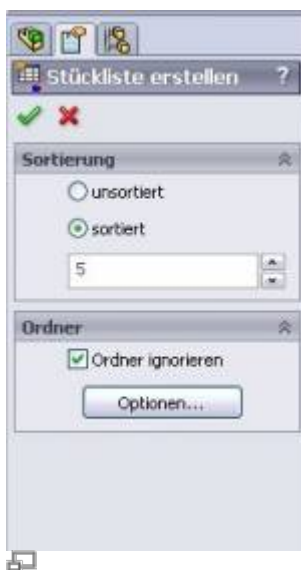 Stückliste erstellen ?
Sortierung
unsortiert
sortiert
5
Ordner
Ordner ignorieren
Optionen...